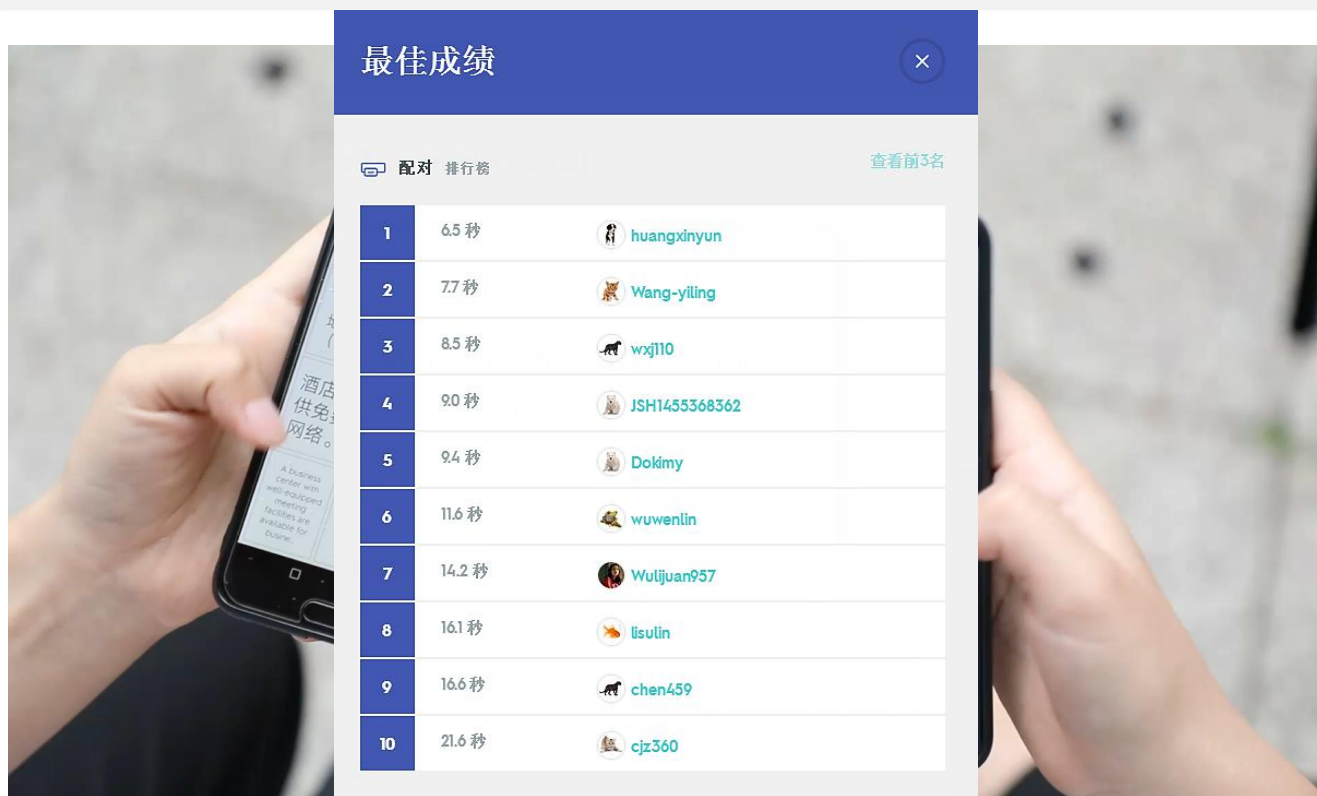 最佳成绩
配对 排行榜
查看前3名
1 6.5 秒 huangxinyun
2 7.7 秒 Wang-yiling
3 8.5 秒 wxj110
4 9.0 秒 JSH1455368362
5 9.4 秒 Dokimy
6 11.6 秒 wuwenlin
7 14.2 秒 Wulijuan957
8 16.1 秒 lisulin
9 16.6 秒 chen459
10 21.6 秒 cjz360
酒店
供免
网络。
A business
center with
well-equipped
meeting
facilities are
available for
busine...